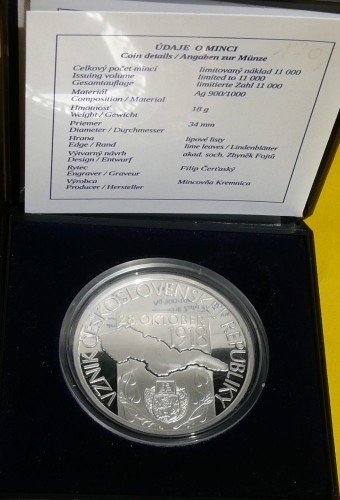 ÚDAJE O MINCI
Coin details / Angaben zur Münze
Celkový počet mincí limitovaný náklad 11 000
Issuing volume limited to 11 000
Gesamtauflage limitierte Zahl 11 000
Materiál Ag 900/1000
Composition / Material
Hmotnosť 18 g
Weight / Gewicht
Priemer 34 mm
Diameter / Durchmesser
Hrana lipové listy
Edge / Rand lime leaves / Lindenblätter
Výtvarný návrh akad. soch. Zbyněk Fojtů
Design / Entwurf
Rytec Filip Čerťaský
Engraver / Graveur
Výrobca Mincovňa Kremnica
Producer / Hersteller
VZNIK ČESKOSLOVENSKEJ REPUBLIKY
28. OKTÓBER